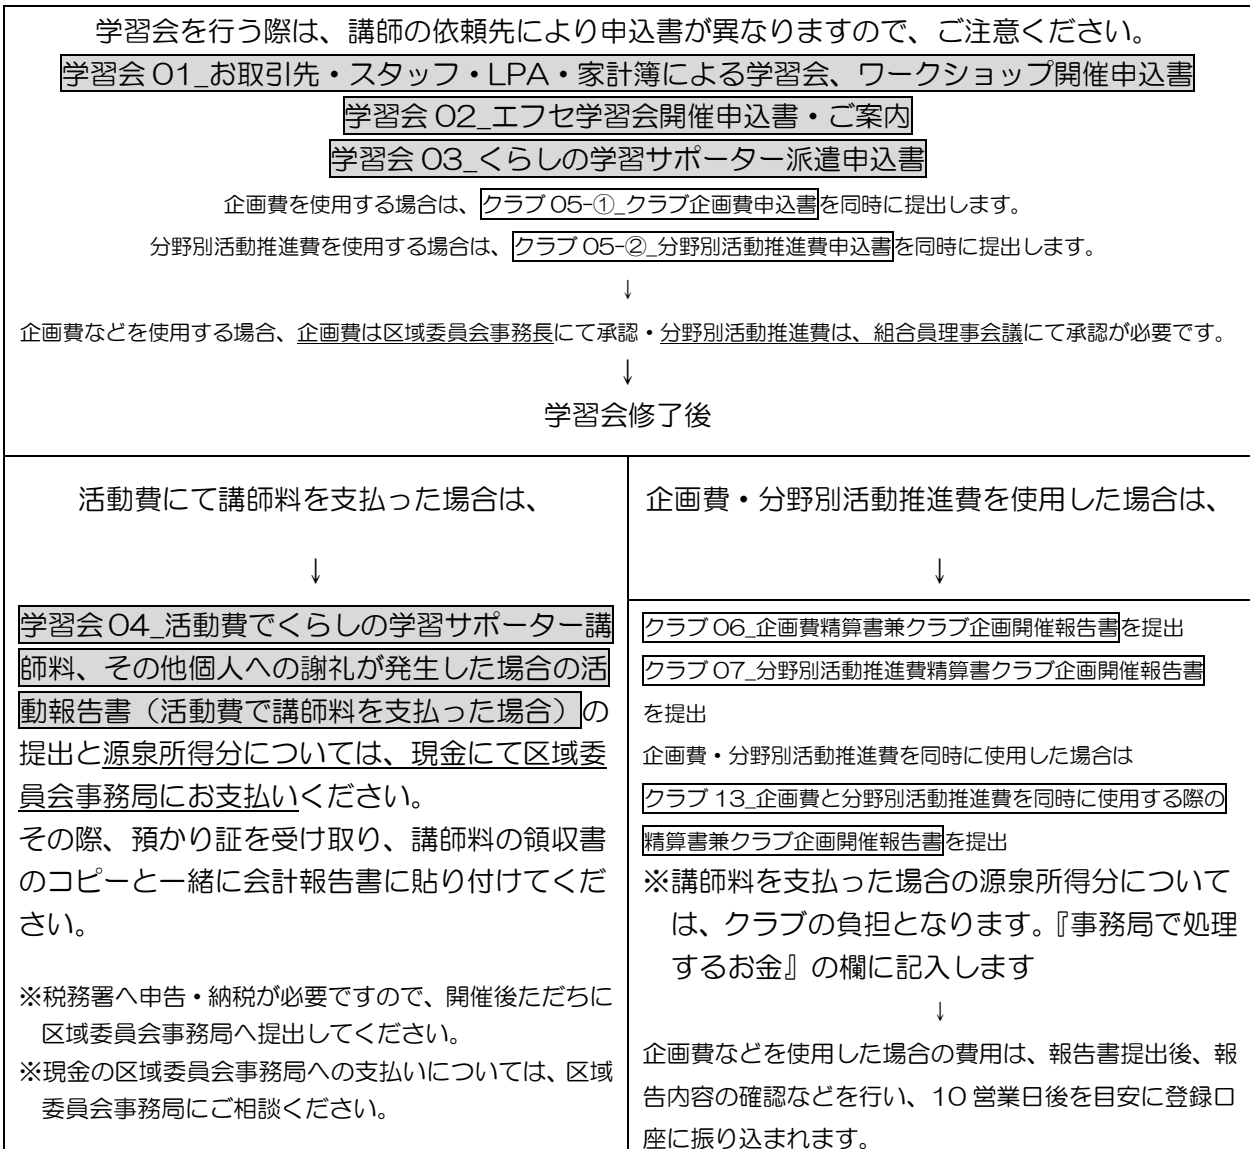 学習会を行う際は、講師の依頼先により申込書が異なりますので、ご注意ください。
学習会01_お取引先・スタッフ・LPA・家計簿による学習会、ワークショップ開催申込書
学習会02_エフセ学習会開催申込書・ご案内
学習会03_くらしの学習サポーター派遣申込書
企画費を使用する場合は、クラブ05-①_クラブ企画費申込書を同時に提出します。
分野別活動推進費を使用する場合は、クラブ05-②_分野別活動推進費申込書を同時に提出します。
↓
企画費などを使用する場合、企画費は区域委員会事務長にて承認・分野別活動推進費は、組合員理事会議にて承認が必要です。
↓
学習会修了後
活動費にて講師料を支払った場合は、
↓
学習会04_活動費でくらしの学習サポーター講
師料、その他個人への謝礼が発生した場合の活
動報告書（活動費で講師料を支払った場合）の
提出と源泉所得分については、現金にて区域委
員会事務局にお支払いください。
その際、預かり証を受け取り、講師料の領収書
のコピーと一緒に会計報告書に貼り付けてくだ
さい。
※税務署へ申告・納税が必要ですので、開催後ただちに
区域委員会事務局へ提出してください。
※現金の区域委員会事務局への支払いについては、区域
委員会事務局にご相談ください。
企画費・分野別活動推進費を使用した場合は、
↓
クラブ06_企画費精算書兼クラブ企画開催報告書を提出
クラブ07_分野別活動推進費精算書クラブ企画開催報告書
を提出
企画費・分野別活動推進費を同時に使用した場合は
クラブ13_企画費と分野別活動推進費を同時に使用する際の
精算書兼クラブ企画開催報告書を提出
※講師料を支払った場合の源泉所得分について
は、クラブの負担となります。『事務局で処理
するお金』の欄に記入します
↓
企画費などを使用した場合の費用は、報告書提出後、報
告内容の確認などを行い、10営業日後を目安に登録口
座に振り込まれます。